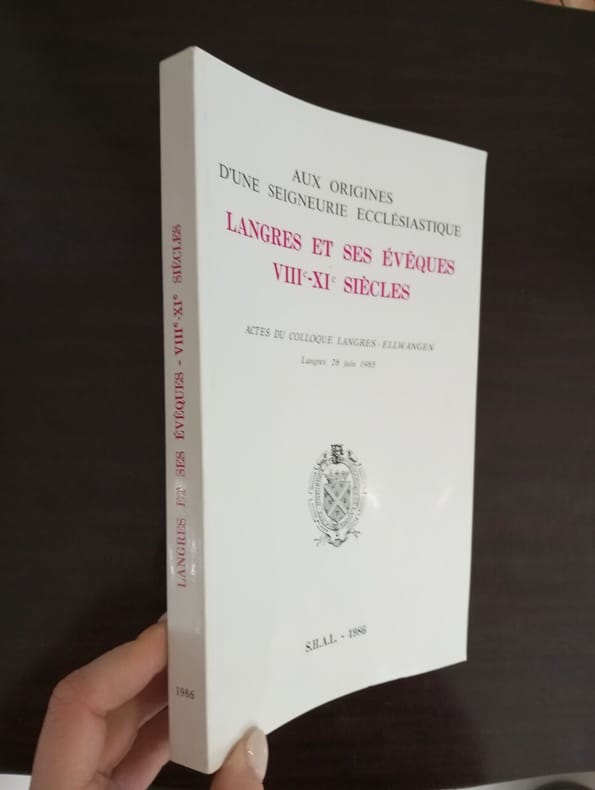 AUX ORIGINES
D'UNE SEIGNEURIE ECCLÉSIASTIQUE
LANGRES ET SES ÉVÊQUES
VIIIe-XIe SIÈCLES
ACTES DU COLLOQUE LANGRES - ELLWANGEN
Langres, 28 juin 1985
S.H.A.L. - 1986
LANGRES ET SES ÉVÊQUES - VIIIe-XIe SIÈCLES
1986